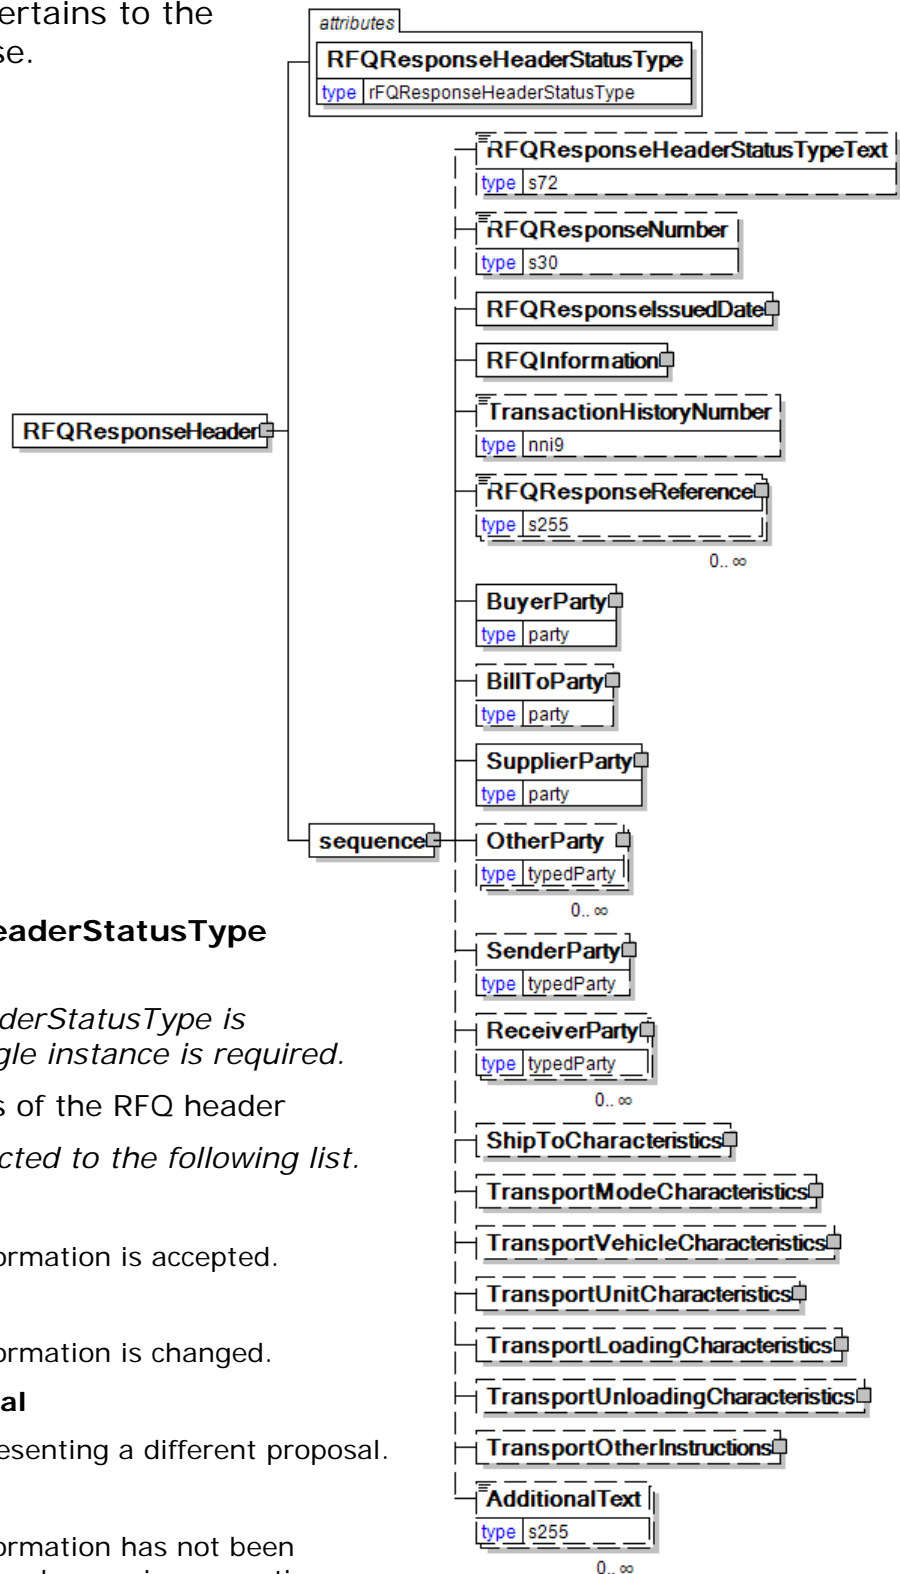 ertains to the
se.
attributes
RFQResponseHeaderStatusType
type rFQResponseHeaderStatusType
RFQResponseHeaderStatusTypeText
type s72
RFQResponseNumber
type s30
RFQResponseIssuedDate
RFQInformation
TransactionHistoryNumber
type nni9
RFQResponseHeader
RFQResponseReference
type s255
0..∞
BuyerParty
type party
BillToParty
type party
SupplierParty
type party
sequence
OtherParty
type typedParty
0..∞
SenderParty
type typedParty
ReceiverParty
type typedParty
0..∞
ShipToCharacteristics
TransportModeCharacteristics
TransportVehicleCharacteristics
TransportUnitCharacteristics
TransportLoadingCharacteristics
TransportUnloadingCharacteristics
TransportOtherInstructions
AdditionalText
type s255
0..∞
eaderStatusType
derStatusType is
gle instance is required.
s of the RFQ header
cted to the following list.
ormation is accepted.
ormation is changed.
al
esenting a different proposal.
ormation has not been